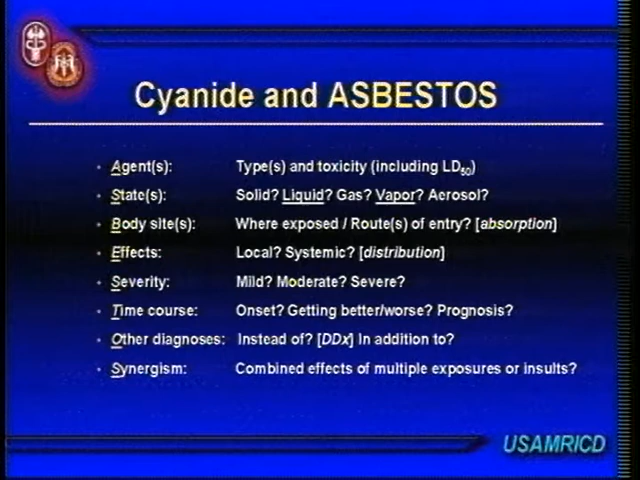 Cyanide and ASBESTOS
• Agent(s): Type(s) and toxicity (including LD50)
• State(s): Solid? Liquid? Gas? Vapor? Aerosol?
• Body site(s): Where exposed / Route(s) of entry? [absorption]
• Effects: Local? Systemic? [distribution]
• Severity: Mild? Moderate? Severe?
• Time course: Onset? Getting better/worse? Prognosis?
• Other diagnoses: Instead of? [DDx] In addition to?
• Synergism: Combined effects of multiple exposures or insults?
USAMRICD